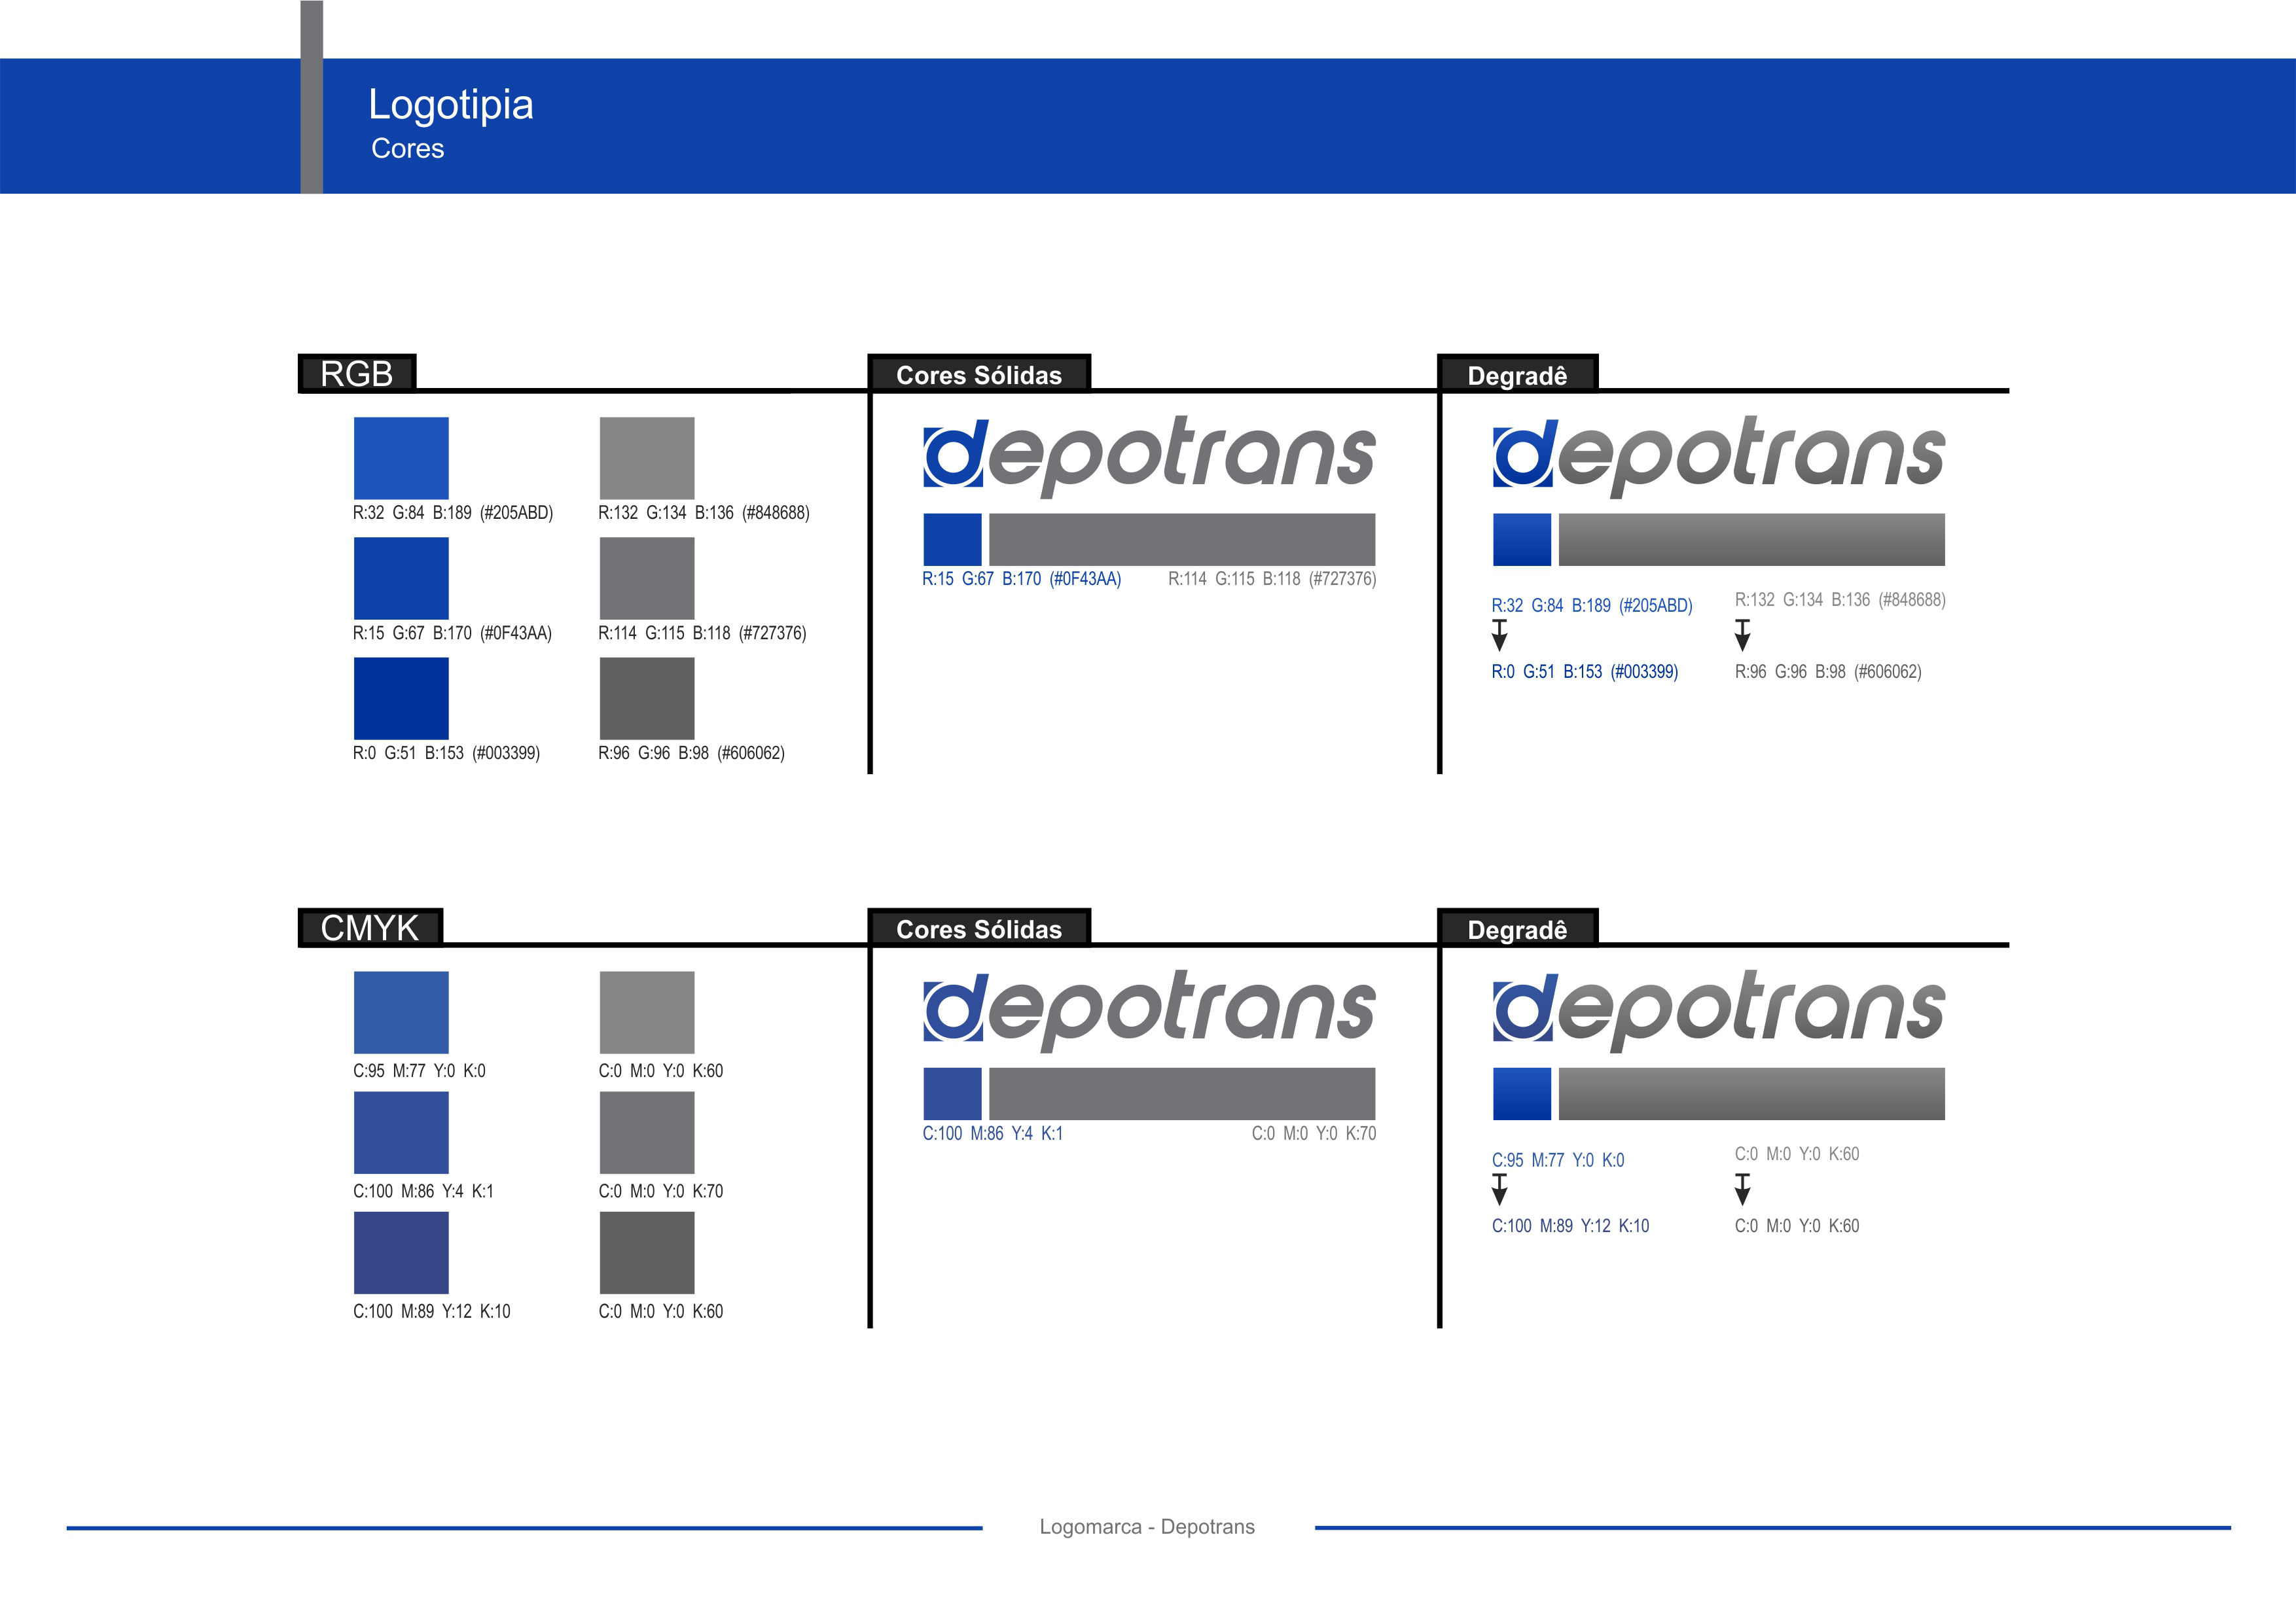 Logotipia
Cores
RGB
R:32 G:84 B:189 (#205ABD)
R:132 G:134 B:136 (#848688)
R:15 G:67 B:170 (#0F43AA)
R:114 G:115 B:118 (#727376)
R:0 G:51 B:153 (#003399)
R:96 G:96 B:98 (#606062)
Cores Sólidas
depotrans
R:15 G:67 B:170 (#0F43AA)
R:114 G:115 B:118 (#727376)
Degradê
depotrans
R:32 G:84 B:189 (#205ABD)
R:132 G:134 B:136 (#848688)
R:0 G:51 B:153 (#003399)
R:96 G:96 B:98 (#606062)
CMYK
C:95 M:77 Y:0 K:0
C:0 M:0 Y:0 K:60
C:100 M:86 Y:4 K:1
C:0 M:0 Y:0 K:70
C:100 M:89 Y:12 K:10
C:0 M:0 Y:0 K:60
Cores Sólidas
depotrans
C:100 M:86 Y:4 K:1
C:0 M:0 Y:0 K:70
Degradê
depotrans
C:95 M:77 Y:0 K:0
C:0 M:0 Y:0 K:60
C:100 M:89 Y:12 K:10
C:0 M:0 Y:0 K:60
Logomarca - Depotrans